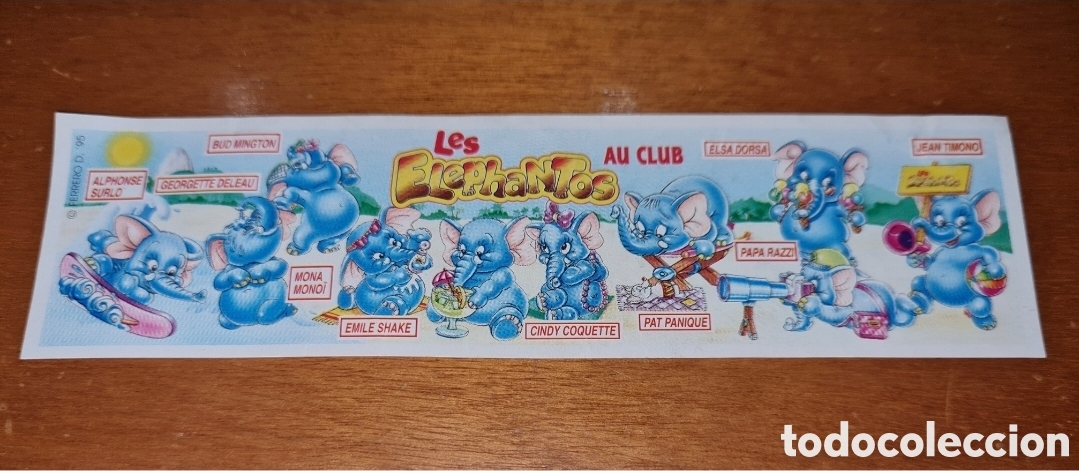 © FERRERO D. '95
Les
ELEPHANTOS
AU CLUB
BUD MINGTON
ALPHONSE
SURLO
GEORGETTE DELEAU
MONA
MONOÏ
EMILE SHAKE
CINDY COQUETTE
PAT PANIQUE
ELSA DORSA
PAPA RAZZI
JEAN TIMONO
todocoleccion